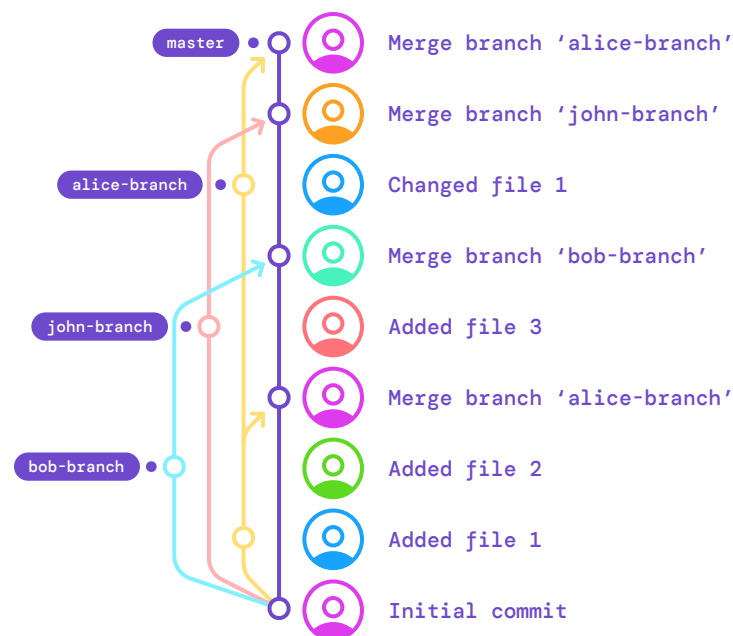 master
Merge branch ‘alice-branch’
Merge branch ‘john-branch’
alice-branch
Changed file 1
Merge branch ‘bob-branch’
john-branch
Added file 3
Merge branch ‘alice-branch’
bob-branch
Added file 2
Added file 1
Initial commit